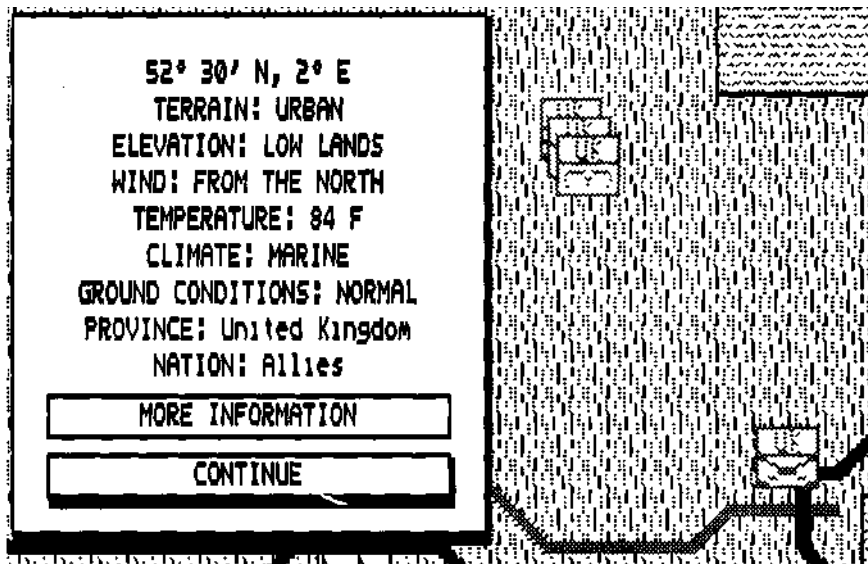 52° 30' N, 2° E
TERRAIN: URBAN
ELEVATION: LOW LANDS
WIND: FROM THE NORTH
TEMPERATURE: 84 F
CLIMATE: MARINE
GROUND CONDITIONS: NORMAL
PROVINCE: United Kingdom
NATION: Allies
MORE INFORMATION
CONTINUE
UK
UK